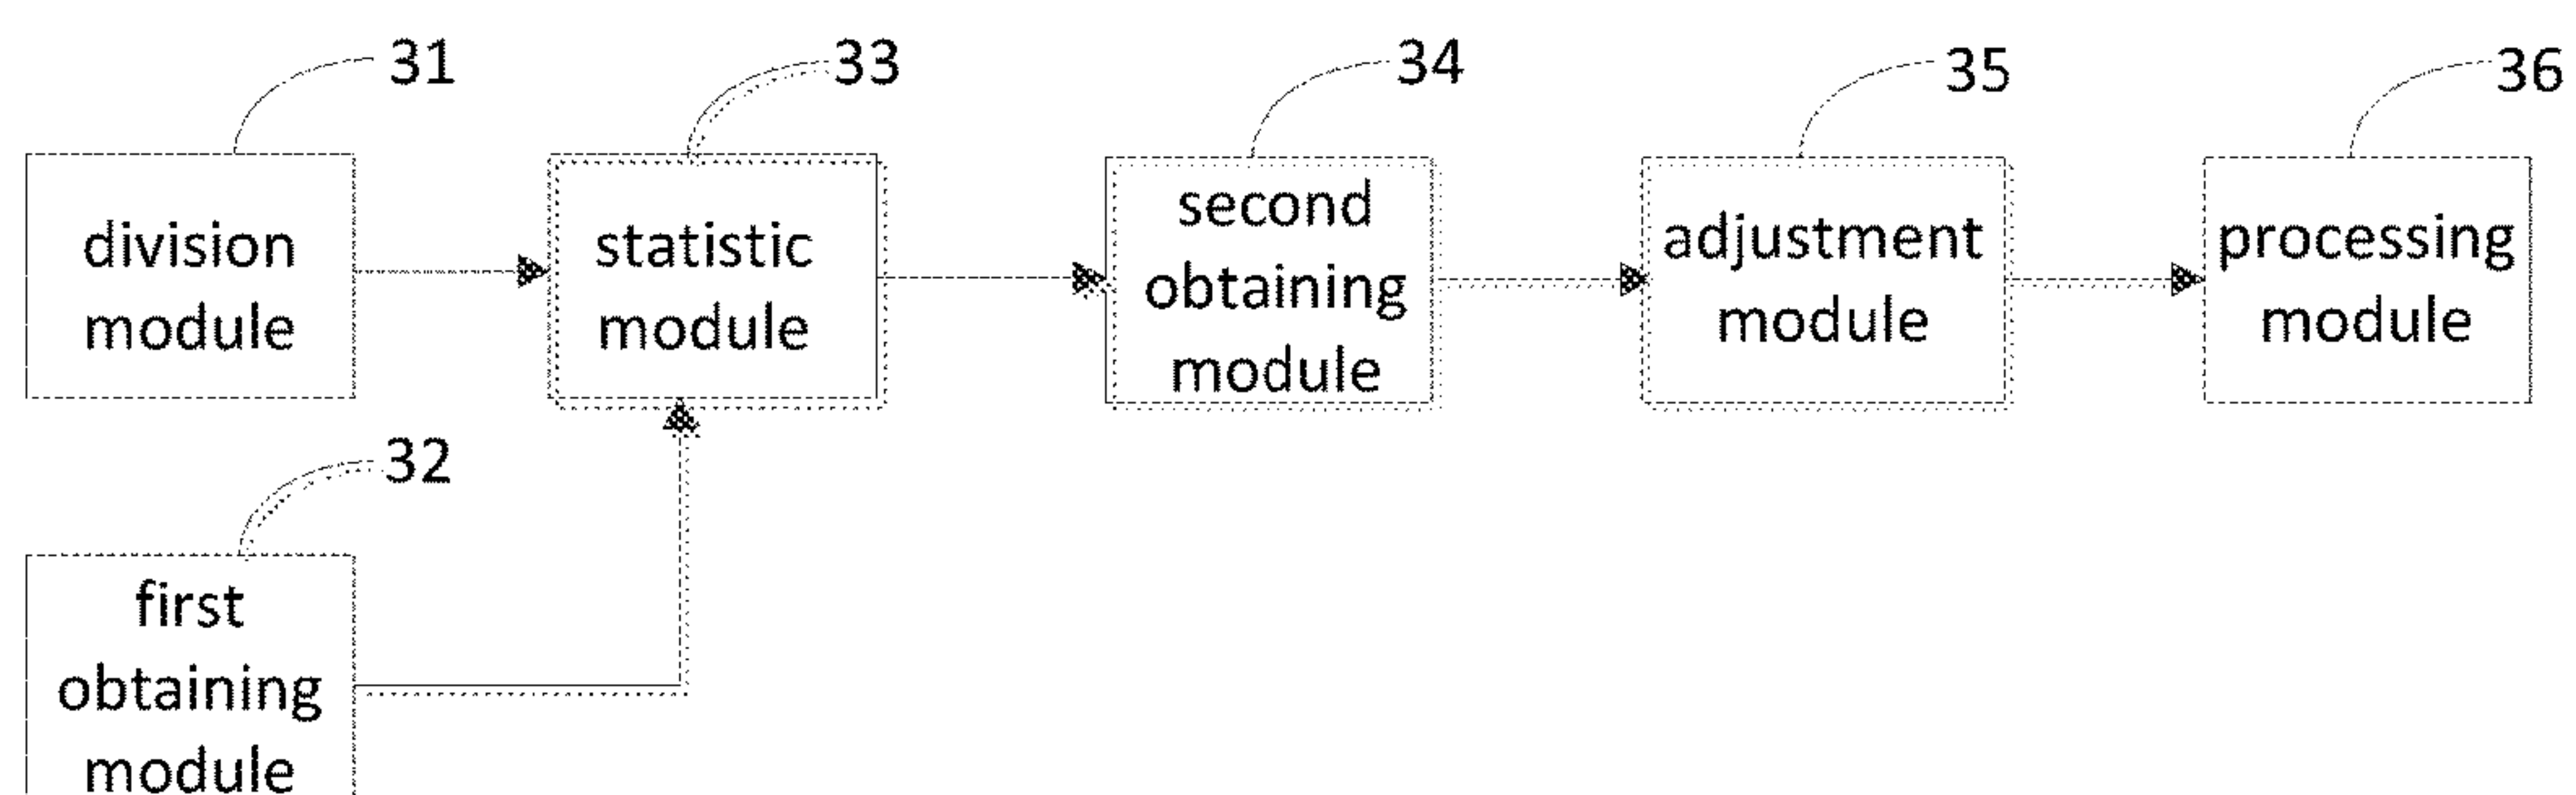 31
33
34
35
36
division
module
statistic
module
second
obtaining
module
adjustment
module
processing
module
32
first
obtaining
module